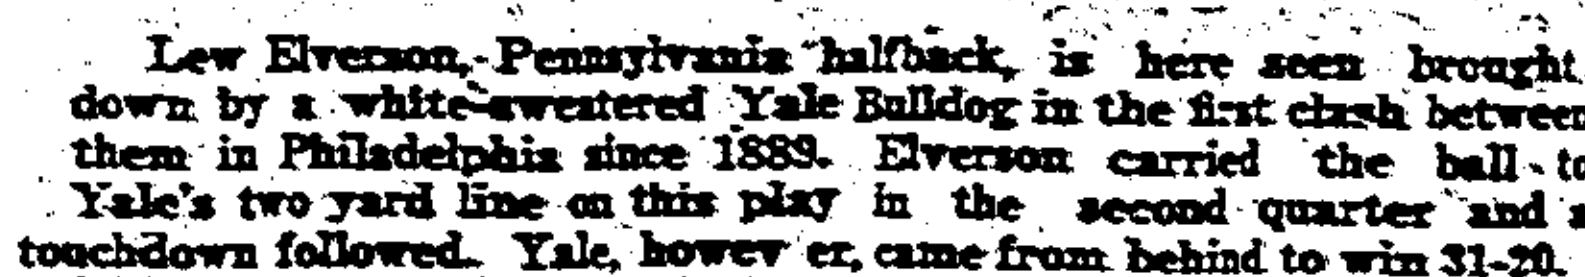 Lew Elverson, Pennsylvania halfback, is here seen brought
down by a white-sweatered Yale Bulldog in the first clash between
them in Philadelphia since 1889. Elverson carried the ball to
Yale's two yard line on this play in the second quarter and a
touchdown followed. Yale, howev er, came from behind to win 31-20.